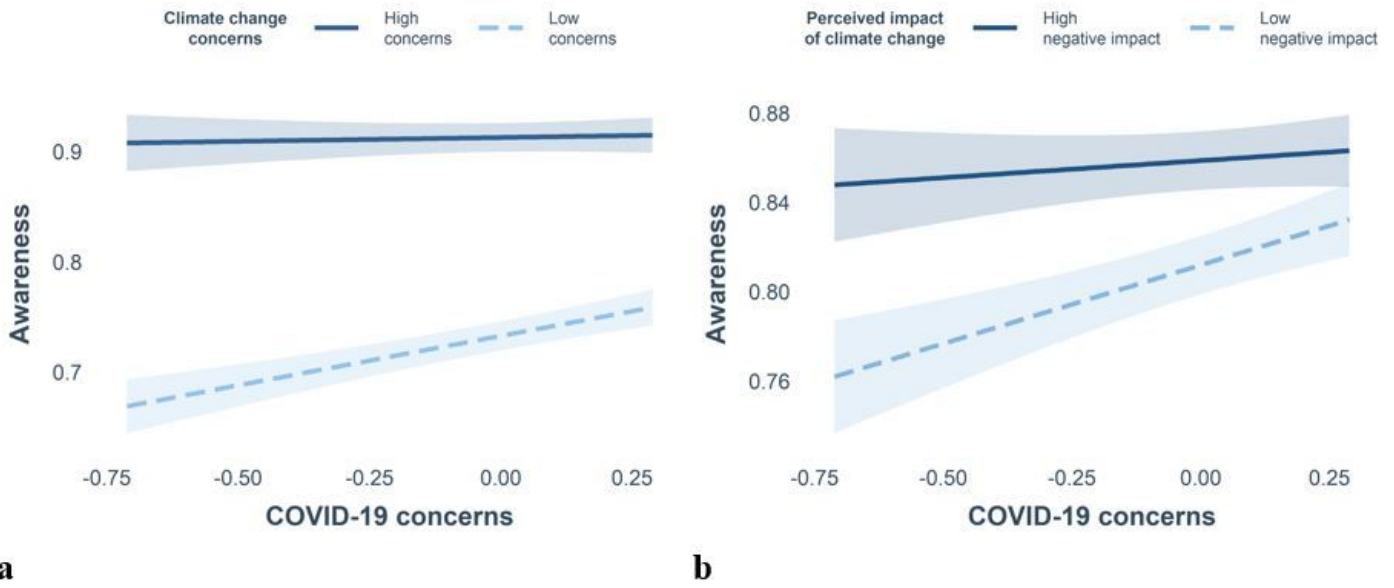 Climate change
concerns
High
concerns
Low
concerns
Awareness
0.9
0.8
0.7
-0.75 -0.50 -0.25 0.00 0.25
COVID-19 concerns
a
Perceived impact
of climate change
High
negative impact
Low
negative impact
Awareness
0.88
0.84
0.80
0.76
-0.75 -0.50 -0.25 0.00 0.25
COVID-19 concerns
b